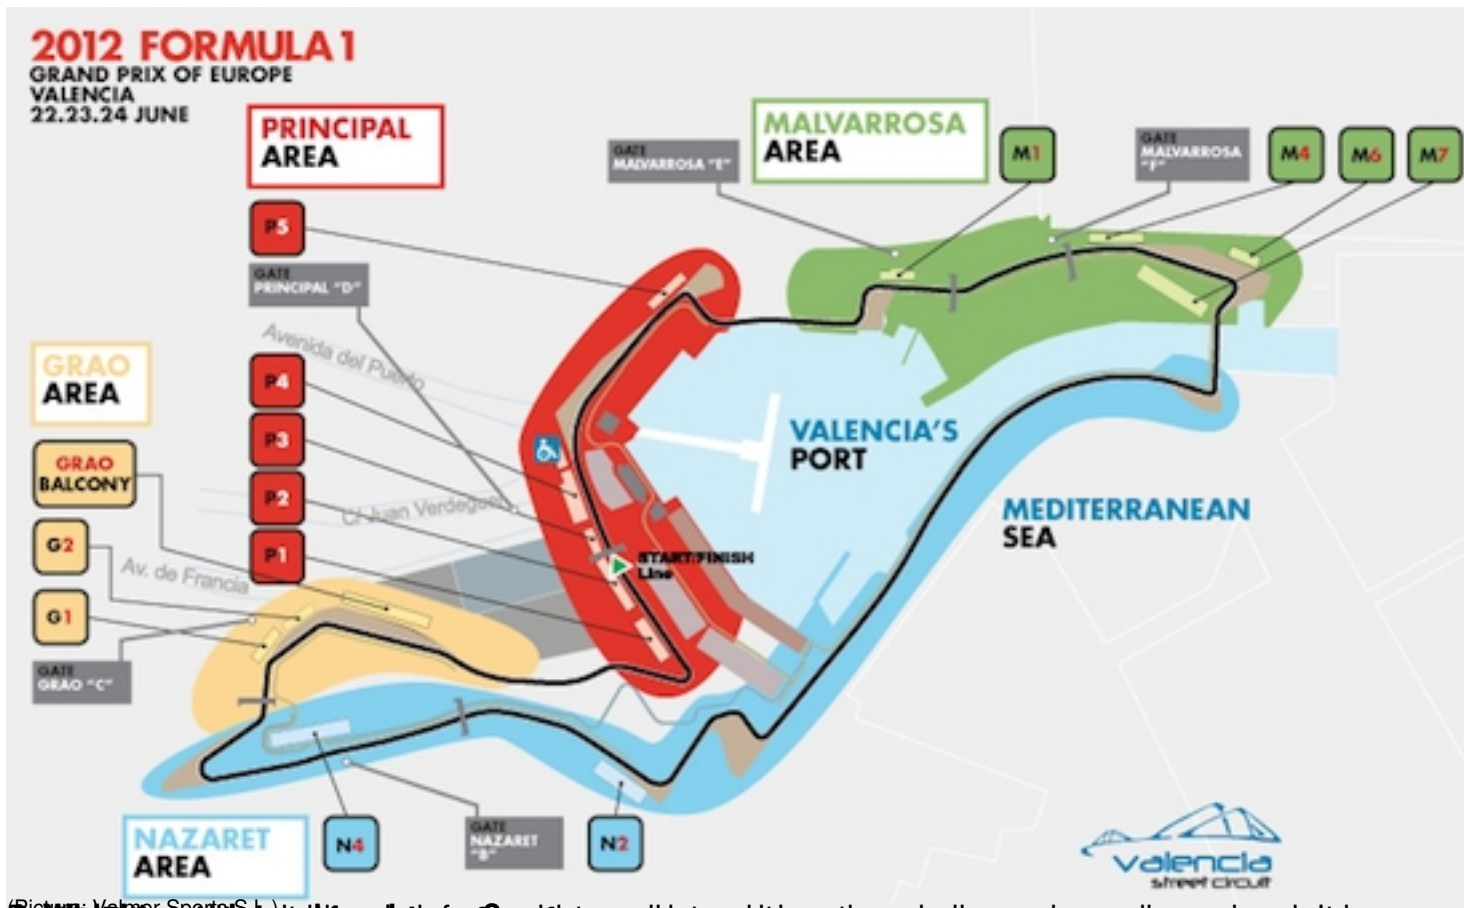 2012 FORMULA 1
GRAND PRIX OF EUROPE
VALENCIA
22.23.24 JUNE
PRINCIPAL
AREA
MALVARROSA
AREA
GATE
MALVARROSA "E"
M1
GATE
MALVARROSA
"F"
M4
M6
M7
P5
GATE
PRINCIPAL "D"
Avenida del Puerto
GRAO
AREA
P4
P3
P2
P1
GRAO
BALCONY
G2
G1
C/ Juan
Av. de Francia
GATE
GRAO "C"
VALENCIA'S
PORT
MEDITERRANEAN
SEA
START/FINISH
Line
NAZARET
AREA
N4
GATE
NAZARET
"B"
N2
valencia
street circuit